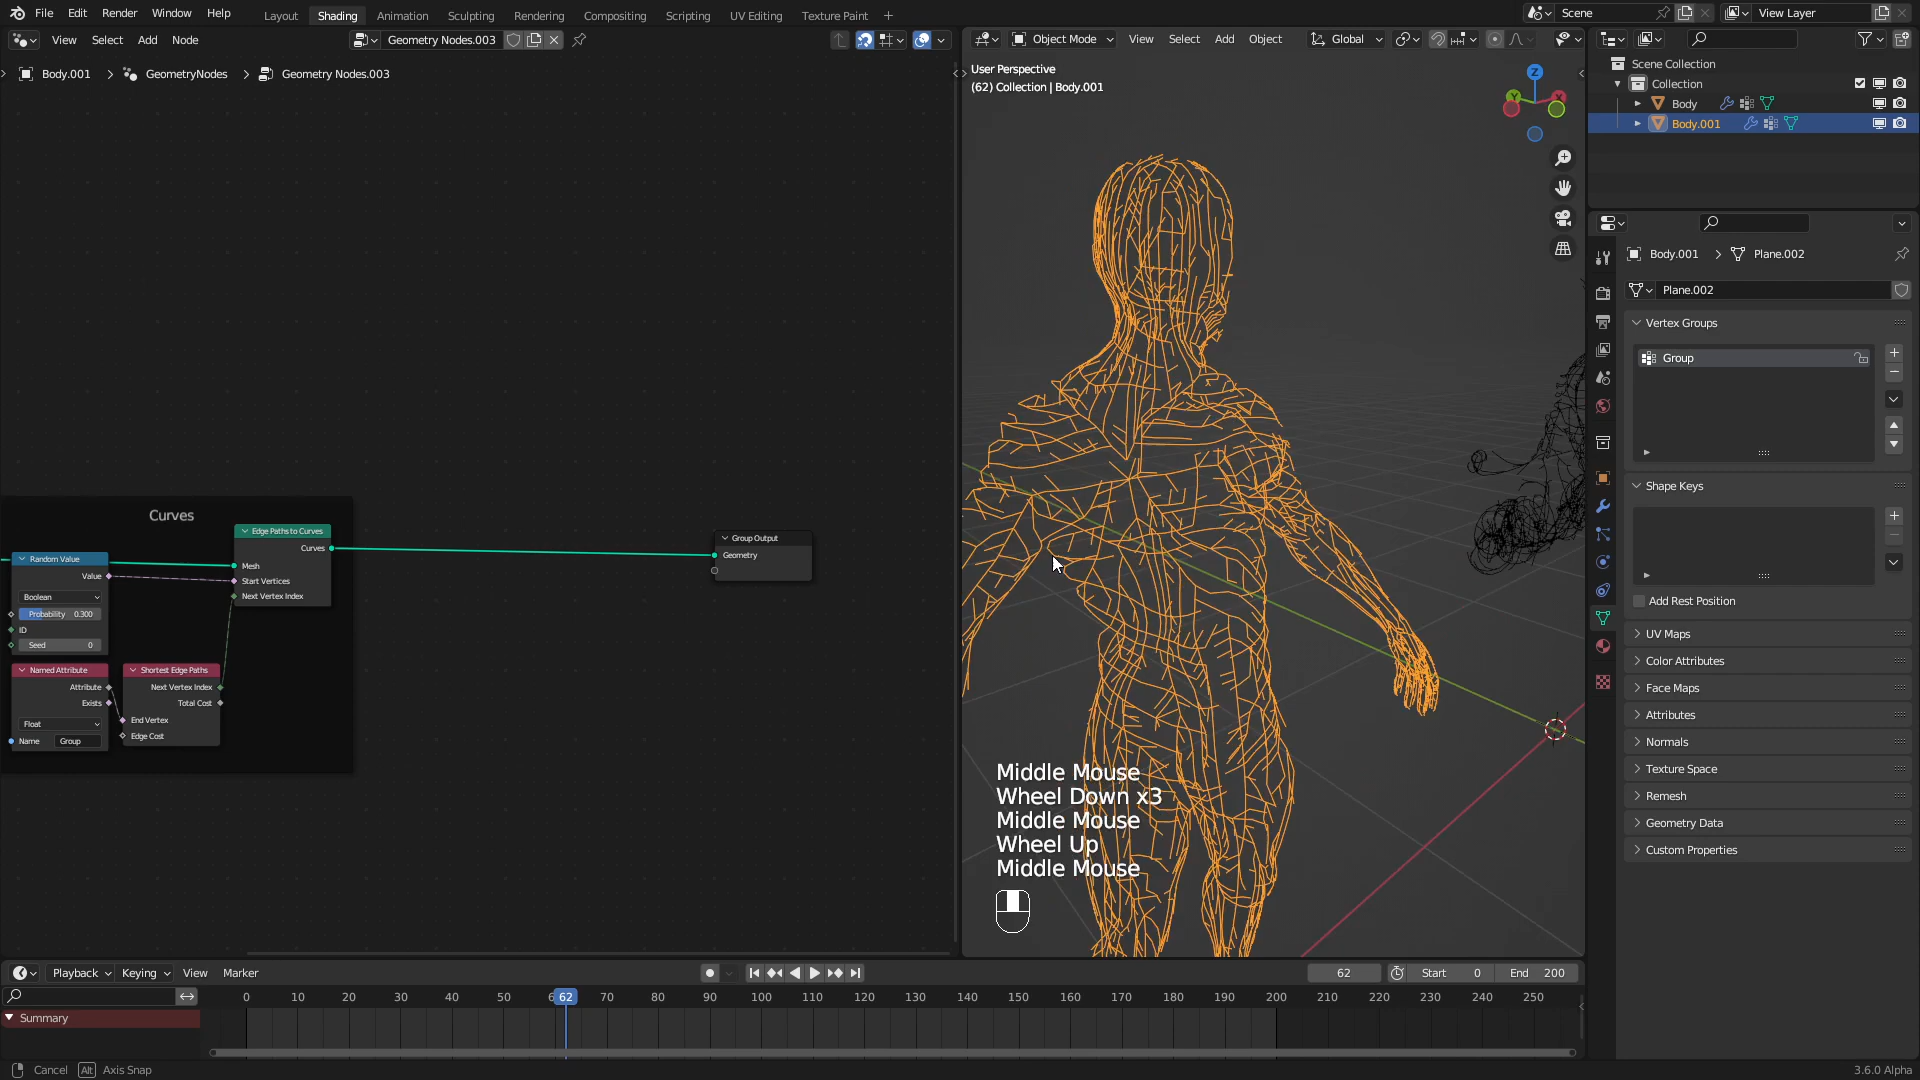 File Edit Render Window Help
Layout Shading Animation Sculpting Rendering Compositing Scripting UV Editing Texture Paint +
Scene
View Layer
View Select Add Node
Geometry Nodes.003
Object Mode View Select Add Object
Global
Body.001 > GeometryNodes > Geometry Nodes.003
User Perspective
(62) Collection | Body.001
Z
Y
X
Scene Collection
Collection
Body
Body.001
Body.001 > Plane.002
Plane.002
Vertex Groups
Group
Shape Keys
Add Rest Position
UV Maps
Color Attributes
Face Maps
Attributes
Normals
Texture Space
Remesh
Geometry Data
Custom Properties
Curves
Random Value
Value
Boolean
Probability 0.300
ID
Seed 0
Edge Paths to Curves
Curves
Mesh
Start Vertices
Next Vertex Index
Named Attribute
Attribute
Exists
Float
Name Group
Shortest Edge Paths
Next Vertex Index
Total Cost
End Vertex
Edge Cost
Group Output
Geometry
Middle Mouse
Wheel Down x3
Middle Mouse
Wheel Up
Middle Mouse
Playback Keying View Marker
62 Start 0 End 200
0 10 20 30 40 50 6 62 70 80 90 100 110 120 130 140 150 160 170 180 190 200 210 220 230 240 250
Summary
Cancel Alt Axis Snap
3.6.0 Alpha